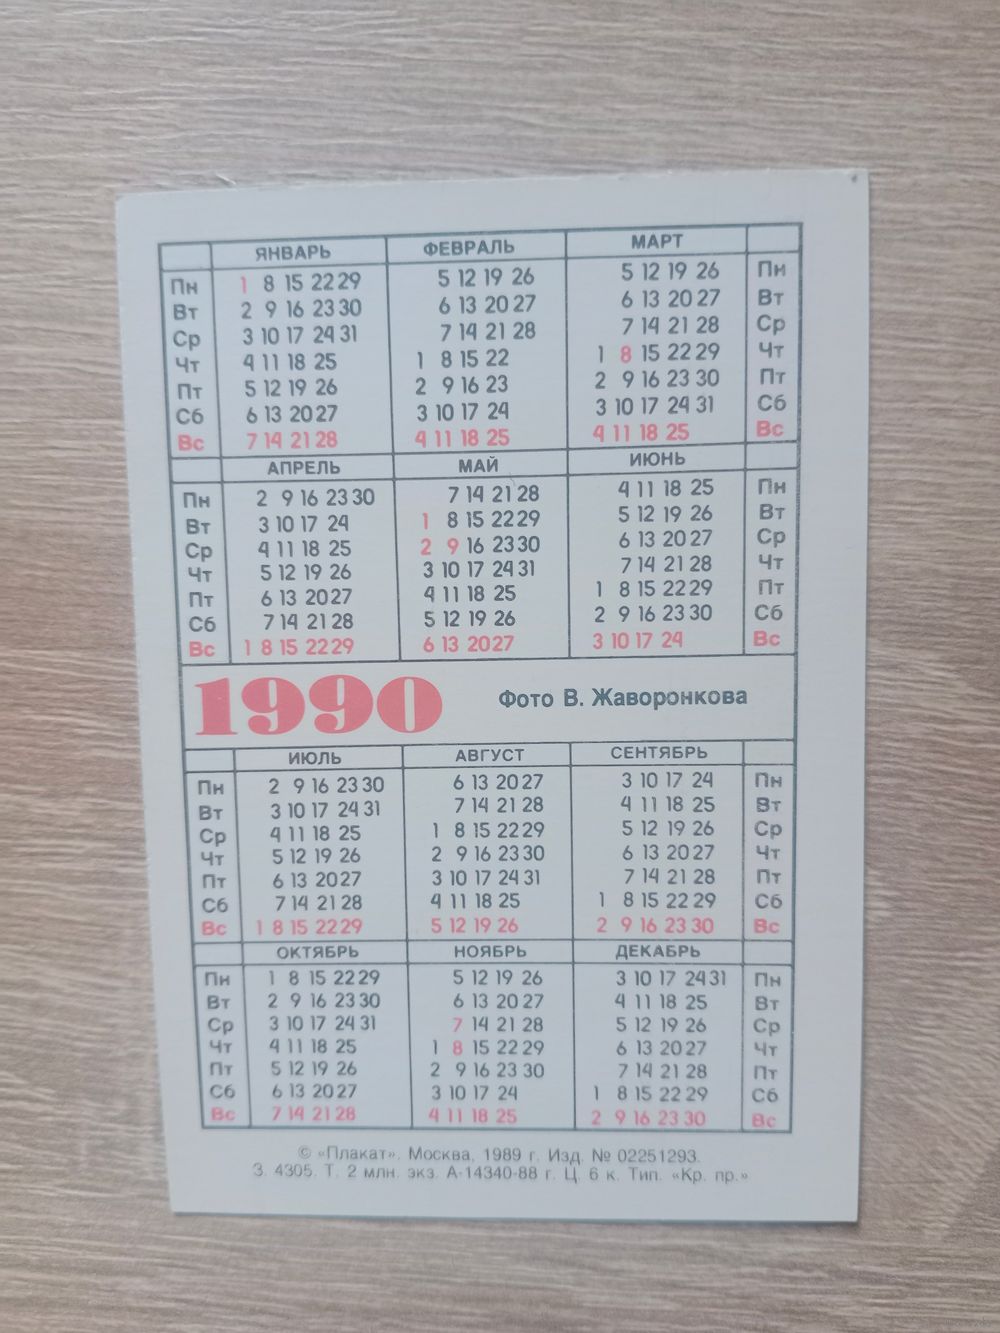 ЯНВАРЬ ФЕВРАЛЬ МАРТ
Пн 1 8 15 22 29 5 12 19 26 5 12 19 26 Пн
Вт 2 9 16 23 30 6 13 20 27 6 13 20 27 Вт
Ср 3 10 17 24 31 7 14 21 28 7 14 21 28 Ср
Чт 4 11 18 25 1 8 15 22 1 8 15 22 29 Чт
Пт 5 12 19 26 2 9 16 23 2 9 16 23 30 Пт
Сб 6 13 20 27 3 10 17 24 3 10 17 24 31 Сб
Вс 7 14 21 28 4 11 18 25 4 11 18 25 Вс
АПРЕЛЬ МАЙ ИЮНЬ
Пн 2 9 16 23 30 7 14 21 28 4 11 18 25 Пн
Вт 3 10 17 24 1 8 15 22 29 5 12 19 26 Вт
Ср 4 11 18 25 2 9 16 23 30 6 13 20 27 Ср
Чт 5 12 19 26 3 10 17 24 31 7 14 21 28 Чт
Пт 6 13 20 27 4 11 18 25 1 8 15 22 29 Пт
Сб 7 14 21 28 5 12 19 26 2 9 16 23 30 Сб
Вс 1 8 15 22 29 6 13 20 27 3 10 17 24 Вс
1990 Фото В. Жаворонкова
ИЮЛЬ АВГУСТ СЕНТЯБРЬ
Пн 2 9 16 23 30 6 13 20 27 3 10 17 24 Пн
Вт 3 10 17 24 31 7 14 21 28 4 11 18 25 Вт
Ср 4 11 18 25 1 8 15 22 29 5 12 19 26 Ср
Чт 5 12 19 26 2 9 16 23 30 6 13 20 27 Чт
Пт 6 13 20 27 3 10 17 24 31 7 14 21 28 Пт
Сб 7 14 21 28 4 11 18 25 1 8 15 22 29 Сб
Вс 1 8 15 22 29 5 12 19 26 2 9 16 23 30 Вс
ОКТЯБРЬ НОЯБРЬ ДЕКАБРЬ
Пн 1 8 15 22 29 5 12 19 26 3 10 17 24 31 Пн
Вт 2 9 16 23 30 6 13 20 27 4 11 18 25 Вт
Ср 3 10 17 24 31 7 14 21 28 5 12 19 26 Ср
Чт 4 11 18 25 1 8 15 22 29 6 13 20 27 Чт
Пт 5 12 19 26 2 9 16 23 30 7 14 21 28 Пт
Сб 6 13 20 27 3 10 17 24 1 8 15 22 29 Сб
Вс 7 14 21 28 4 11 18 25 2 9 16 23 30 Вс
© «Плакат». Москва, 1989 г. Изд. № 02251293.
З. 4305. Т. 2 млн. экз. А-14340-88 г. Ц. 6 к. Тип. «Кр. пр.»